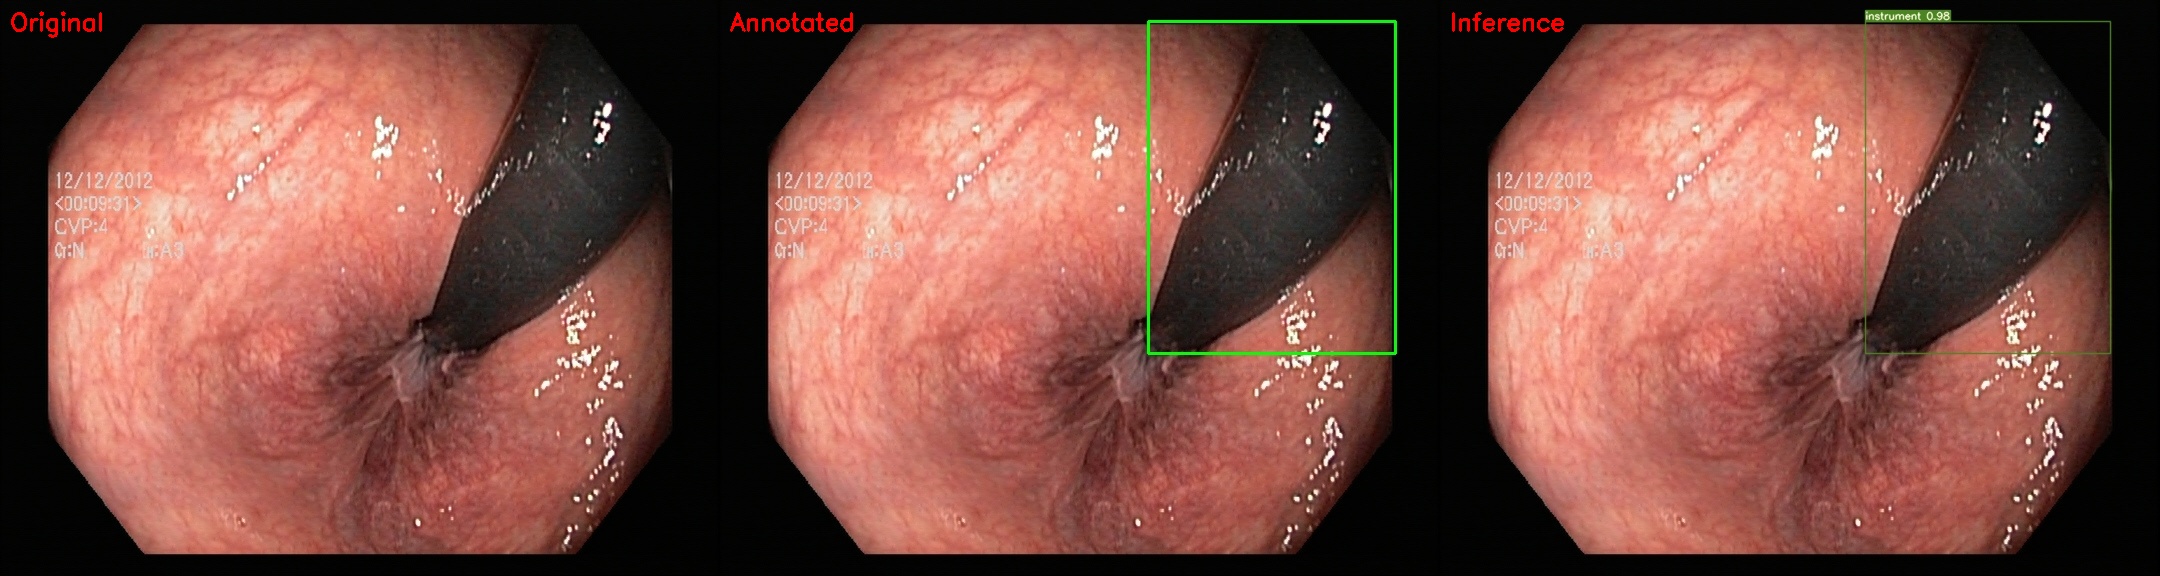 Original
12/12/2012
<00:09:31>
CVP:4
Annotated
12/12/2012
<00:09:31>
CVP:4
Inference
instrument 0.98
12/12/2012
<00:09:31>
CVP:4